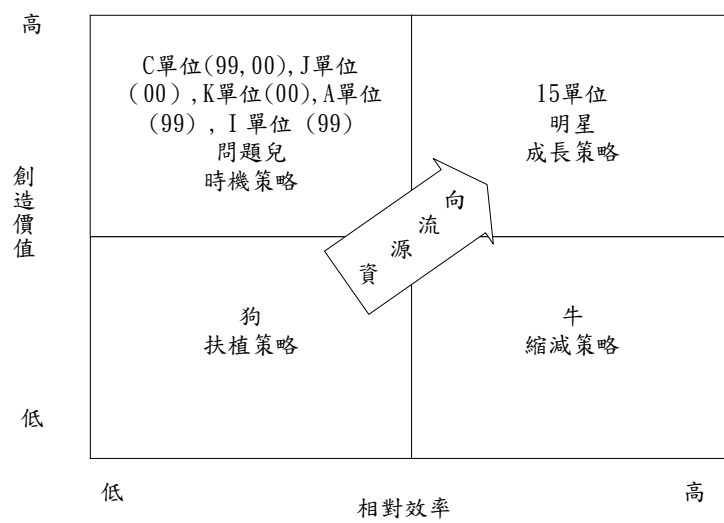 高
C單位(99,00),J單位
(00),K單位(00),A單位
(99),I單位(99)
問題兒
時機策略
15單位
明星
成長策略
創造價值
資源流向
狗
扶植策略
牛
縮減策略
低
低
相對效率
高